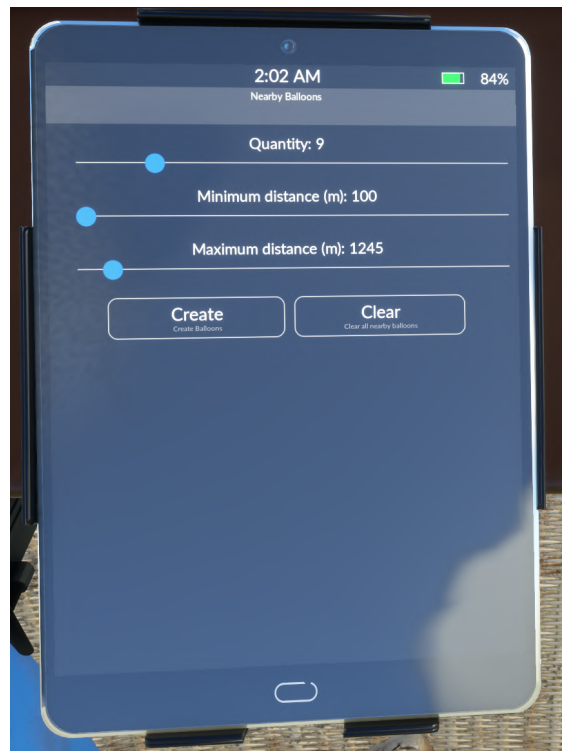 2:02 AM
84%
Nearby Balloons
Quantity: 9
Minimum distance (m): 100
Maximum distance (m): 1245
Create
Create Balloons
Clear
Clear all nearby balloons